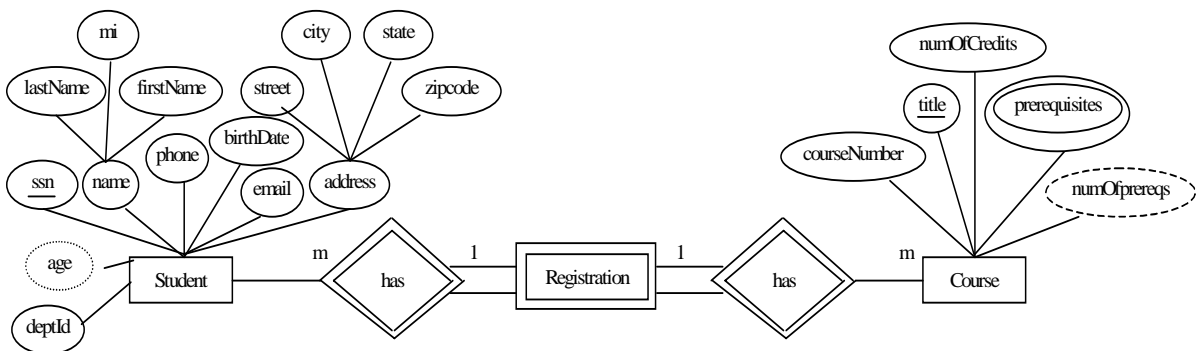 mi
city
state
numOfCredits
lastName
firstName
street
zipcode
title
prerequisites
birthDate
phone
courseNumber
ssn
name
email
address
numOfprereqs
age
m
1
1
m
Student
has
Registration
has
Course
deptId